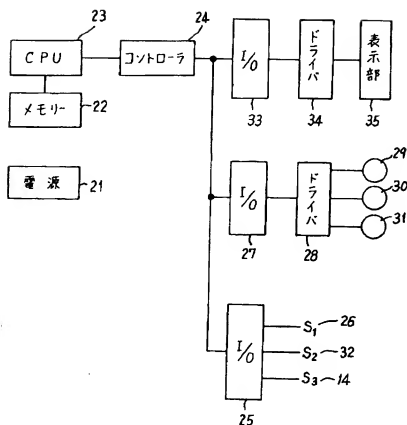 23
CPU
24
コントローラ
メモリー
22
電源
21
I/O
33
ドライバ
34
表示部
35
I/O
27
ドライバ
28
29
30
31
I/O
25
S1 26
S2 32
S3 14